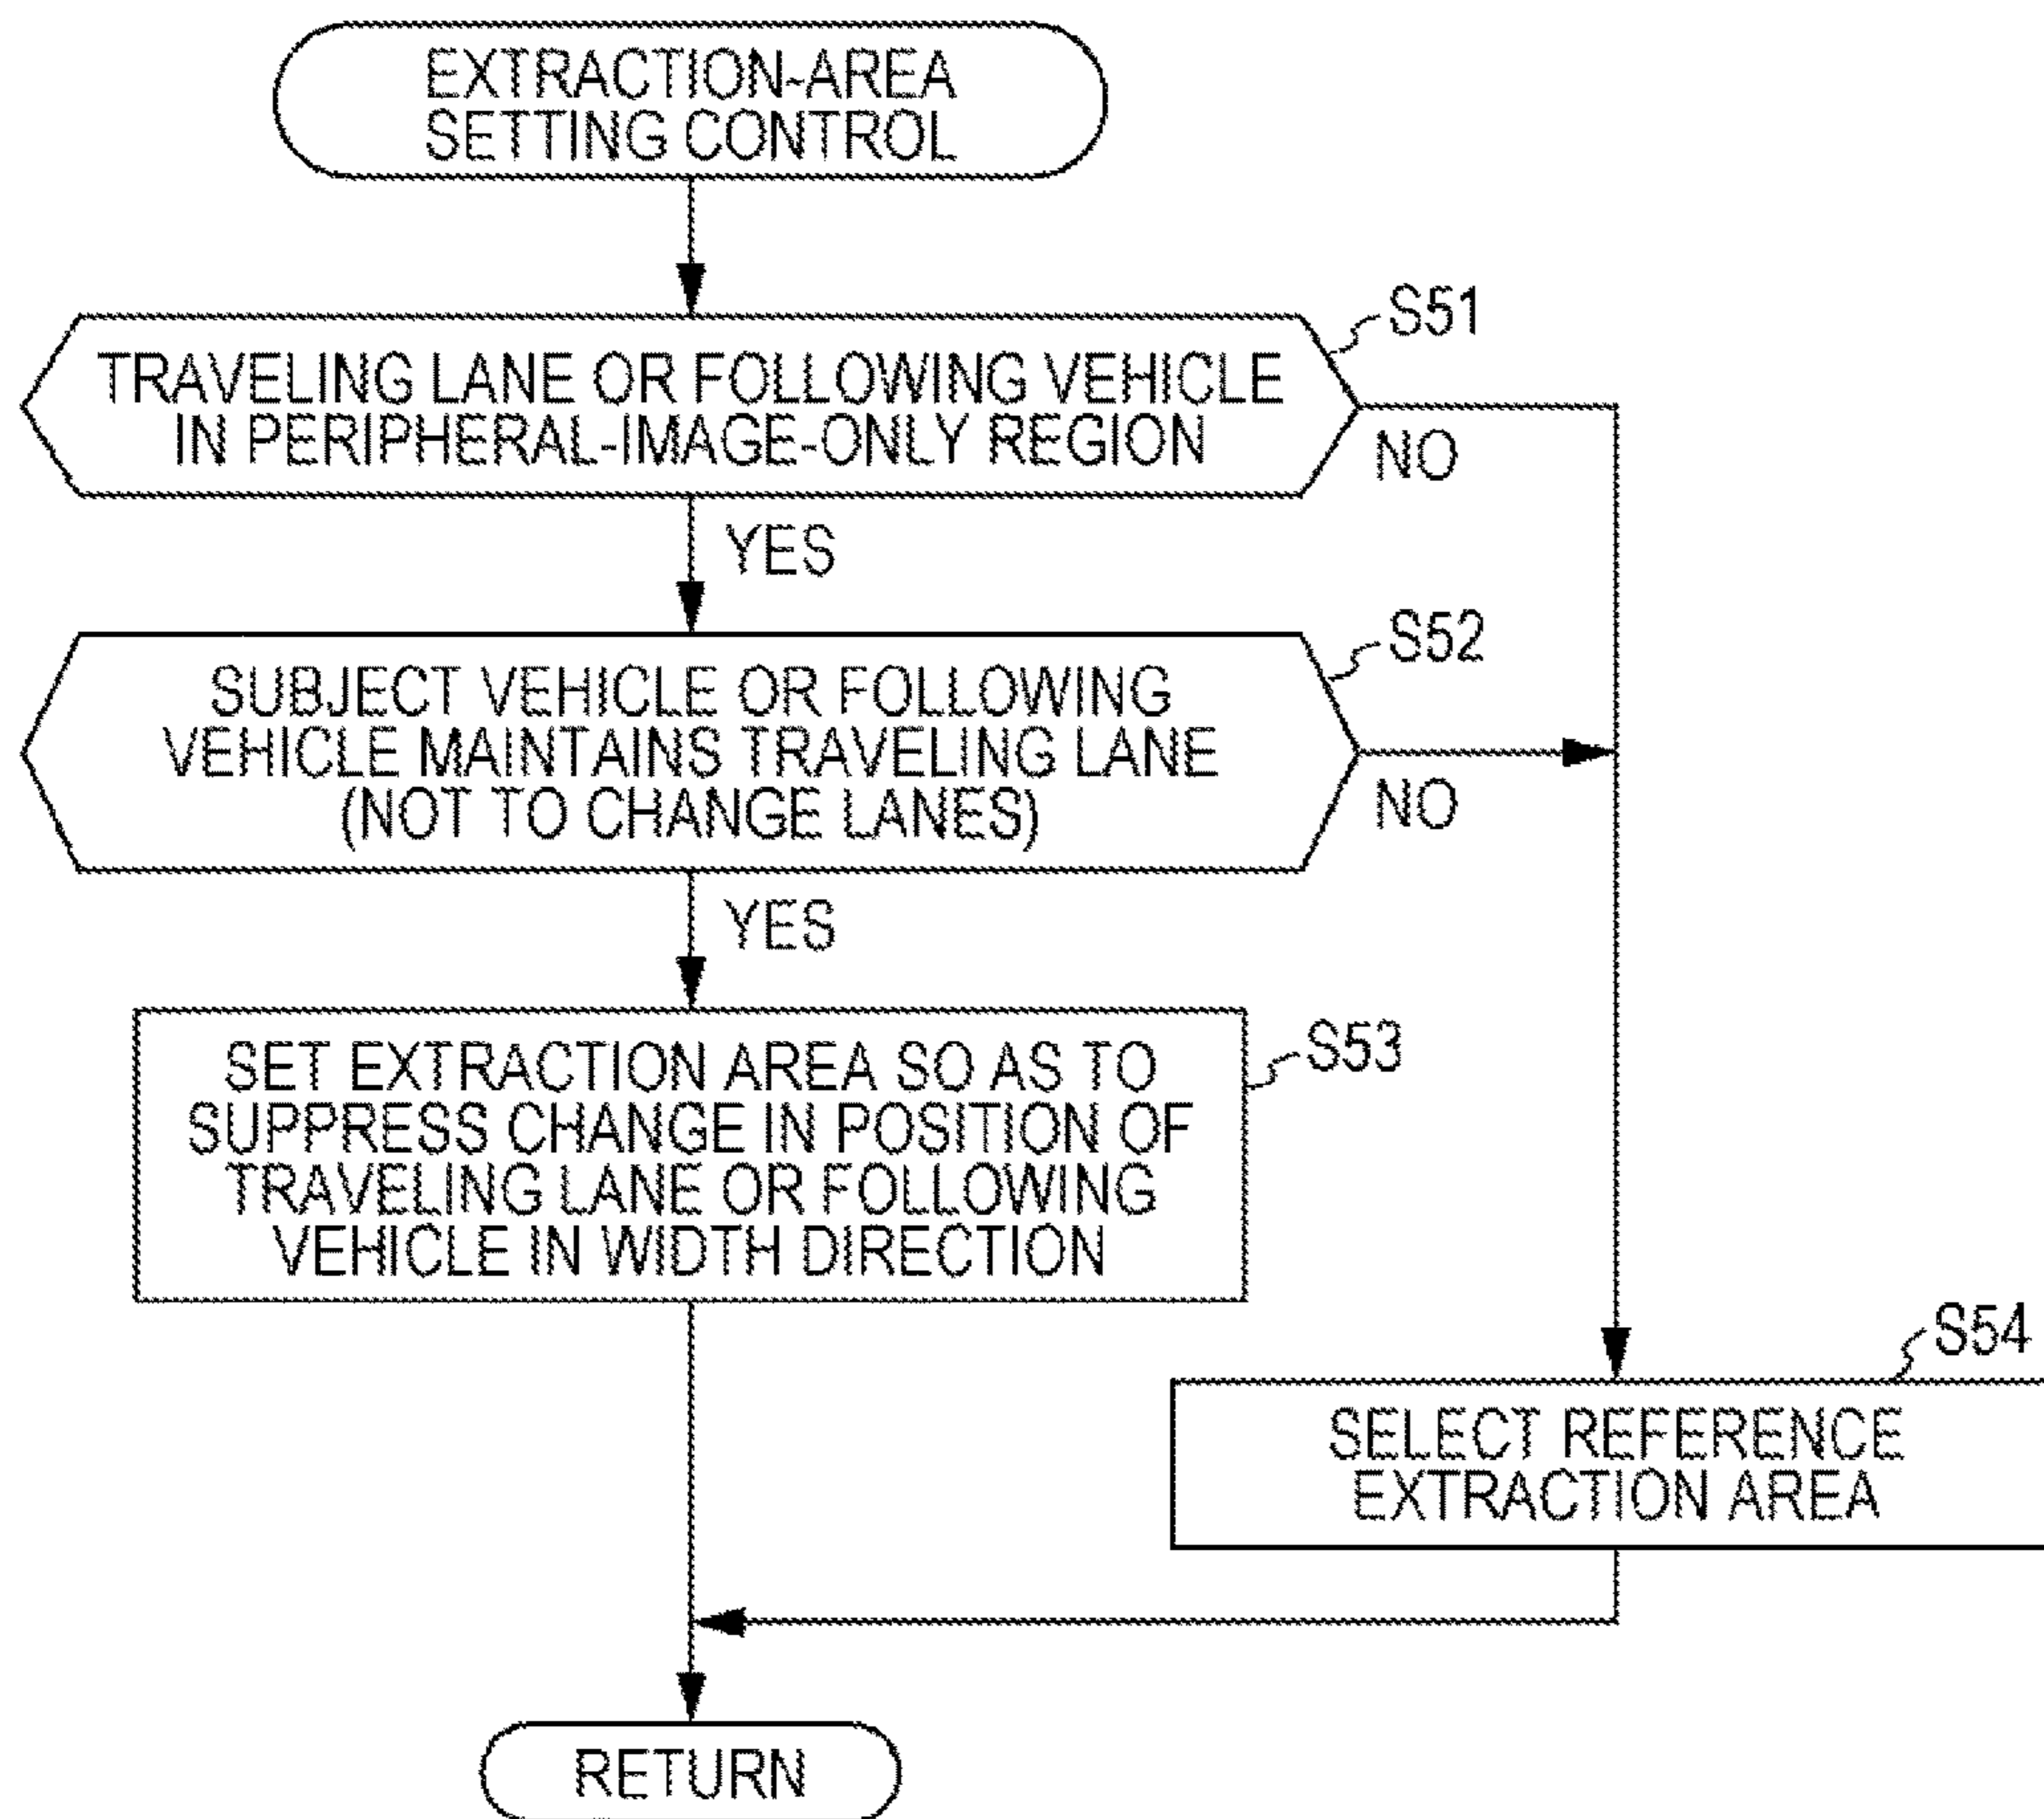 EXTRACTION-AREA
SETTING CONTROL
S51
TRAVELING LANE OR FOLLOWING VEHICLE
IN PERIPHERAL-IMAGE-ONLY REGION
NO
YES
S52
SUBJECT VEHICLE OR FOLLOWING
VEHICLE MAINTAINS TRAVELING LANE
(NOT TO CHANGE LANES)
NO
YES
S53
SET EXTRACTION AREA SO AS TO
SUPPRESS CHANGE IN POSITION OF
TRAVELING LANE OR FOLLOWING
VEHICLE IN WIDTH DIRECTION
S54
SELECT REFERENCE
EXTRACTION AREA
RETURN